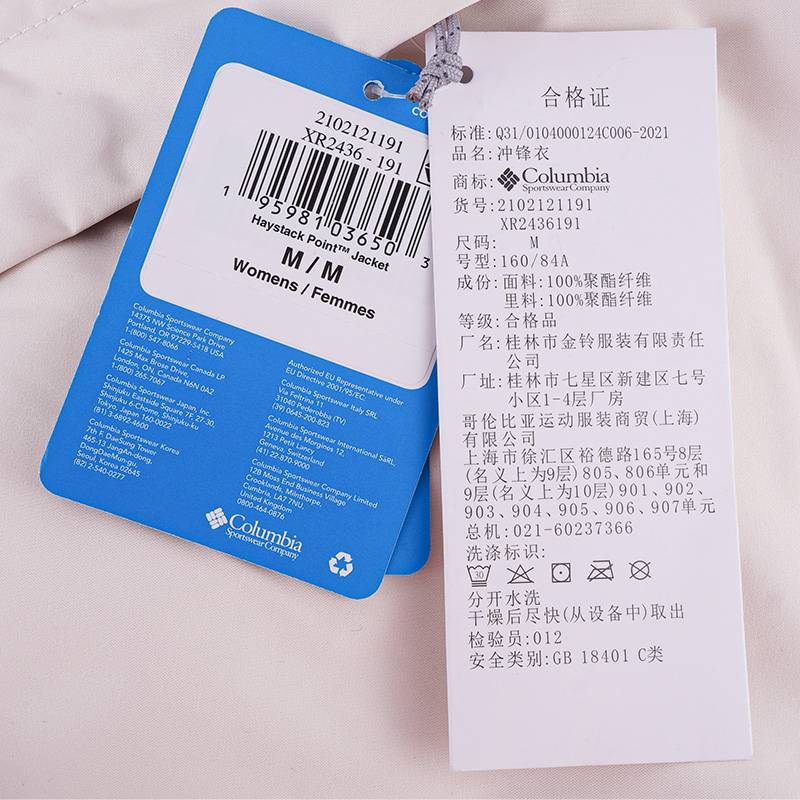 CO
2102121191
XR2436 - 191
1 95981 03650 3
Haystack Point™ Jacket
M / M
Womens / Femmes
Columbia Sportswear Company
14375 NW Science Park Drive
Portland, OR 97229-5418 USA
1-(800) 547-8066
Columbia Sportswear Canada LP
1425 Max Brose Drive
London, ON, Canada N6N 0A2
1-(800) 265-7067
Columbia Sportswear Japan, Inc.
Shinjuku Eastside Square 7F, 27-30,
Shinjuku 6-Chome, Shinjuku-ku
Tokyo, Japan 160-0022
(81) 3-6892-4600
Columbia Sportswear Korea
7th F. DaeSung Tower
465-13 JangAn-dong,
DongDaeMun-gu,
Seoul, Korea 02645
(82) 2-540-0277
Authorized EU Representative under
EU Directive 2001/95/EC.
Columbia Sportswear Italy SRL
Via Feltrina 11
31040 Pederobba (TV)
(39) 0645-200-823
Columbia Sportswear International SàRL
Avenue des Morgines 12,
1213 Petit Lancy
Geneva, Switzerland
(41) 22-870-9000
Columbia Sportswear Company Limited
12B Moss End Business Village
Crooklands, Milnthorpe,
Cumbria, LA7 7NU,
United Kingdom
0800-464-0876
Columbia
Sportswear Company
合格证
标准:Q31/0104000124C006-2021
品名:冲锋衣
商标:Columbia
Sportswear Company
货号:2102121191
XR2436191
尺码: M
号型:160/84A
成份: 面料:100%聚酯纤维
里料:100%聚酯纤维
等级:合格品
厂名:桂林市金铃服装有限责任
公司
厂址:桂林市七星区新建区七号
小区1-4层厂房
哥伦比亚运动服装商贸(上海)
有限公司
上海市徐汇区裕德路165号8层
(名义上为9层)805、806单元和
9层(名义上为10层)901、902、
903、904、905、906、907单元
总机:021-60237366
洗涤标识:
30
分开水洗
干燥后尽快(从设备中)取出
检验员:012
安全类别:GB 18401 C类